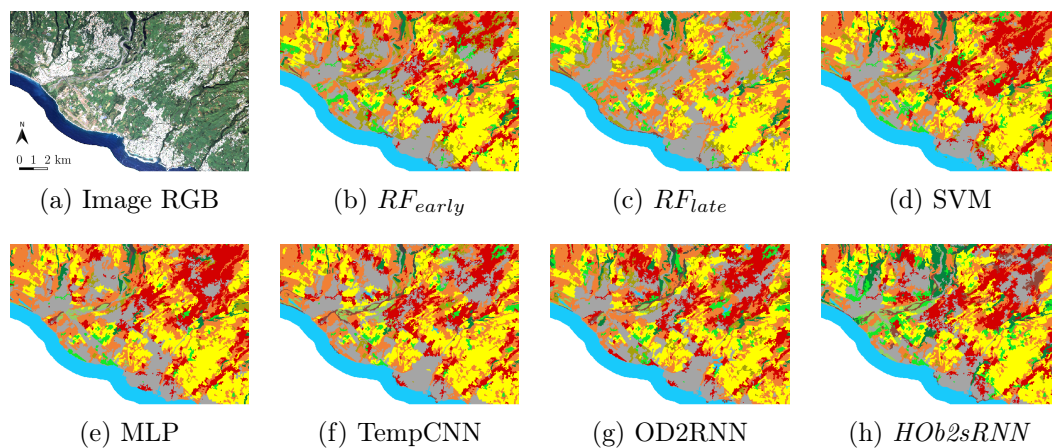 N
0 1 2 km
(a) Image RGB
(b) RFearly
(c) RFlate
(d) SVM
(e) MLP
(f) TempCNN
(g) OD2RNN
(h) HOb2sRNN